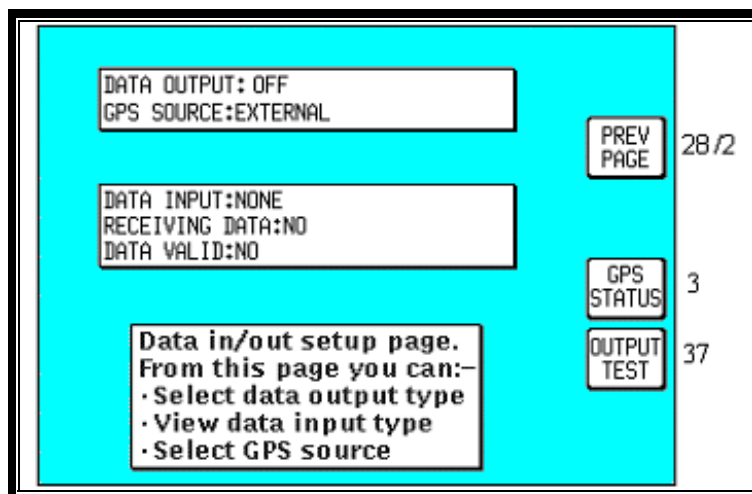 DATA OUTPUT: OFF
GPS SOURCE:EXTERNAL
PREV
PAGE
28/2
DATA INPUT:NONE
RECEIVING DATA:NO
DATA VALID:NO
GPS
STATUS
3
OUTPUT
TEST
37
Data in/out setup page.
From this page you can:–
·Select data output type
·View data input type
·Select GPS source